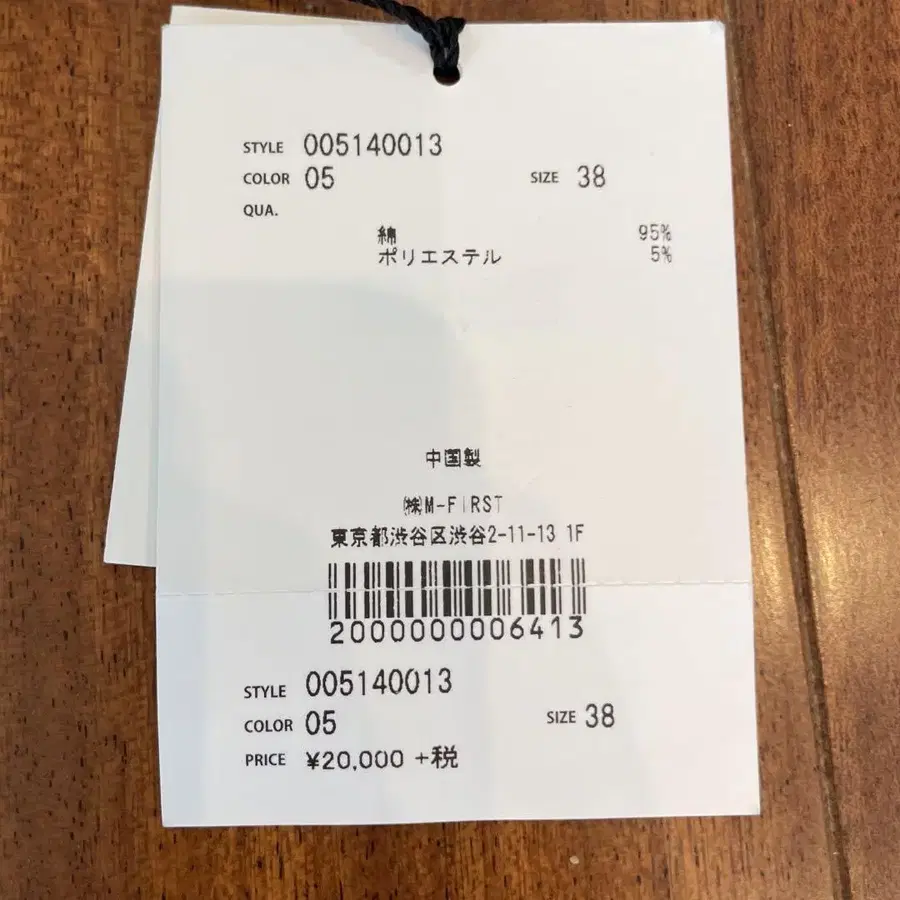 STYLE 005140013
COLOR 05 SIZE 38
QUA.
綿 95%
ポリエステル 5%
中国製
㈱M-FIRST
東京都渋谷区渋谷2-11-13 1F
2000000006413
STYLE 005140013
COLOR 05 SIZE 38
PRICE ¥20,000 +税